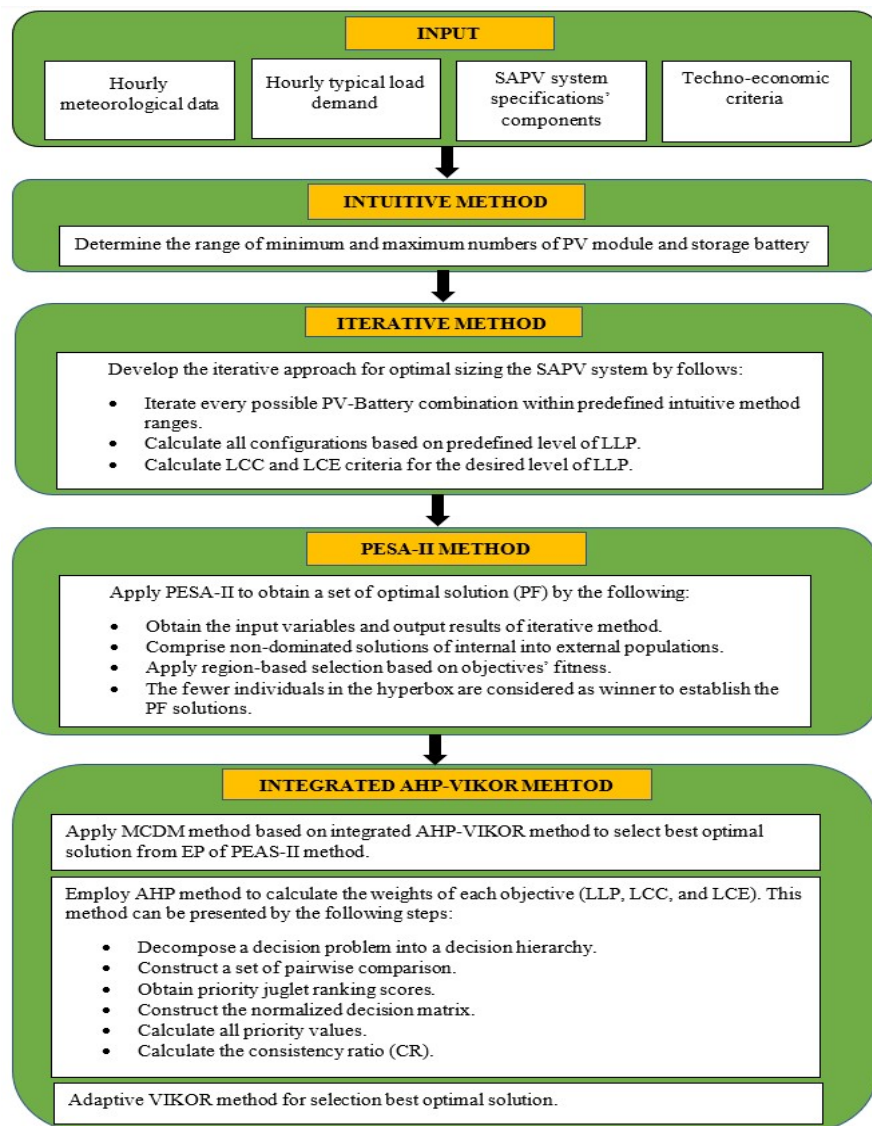 INPUT
Hourly
meteorological data
Hourly typical load
demand
SAPV system
specifications'
components
Techno-economic
criteria
INTUITIVE METHOD
Determine the range of minimum and maximum numbers of PV module and storage battery
ITERATIVE METHOD
Develop the iterative approach for optimal sizing the SAPV system by follows:
• Iterate every possible PV-Battery combination within predefined intuitive method
ranges.
• Calculate all configurations based on predefined level of LLP.
• Calculate LCC and LCE criteria for the desired level of LLP.
PESA-II METHOD
Apply PESA-II to obtain a set of optimal solution (PF) by the following:
• Obtain the input variables and output results of iterative method.
• Comprise non-dominated solutions of internal into external populations.
• Apply region-based selection based on objectives' fitness.
• The fewer individuals in the hyperbox are considered as winner to establish the
PF solutions.
INTEGRATED AHP-VIKOR MEHTOD
Apply MCDM method based on integrated AHP-VIKOR method to select best optimal
solution from EP of PEAS-II method.
Employ AHP method to calculate the weights of each objective (LLP, LCC, and LCE). This
method can be presented by the following steps:
• Decompose a decision problem into a decision hierarchy.
• Construct a set of pairwise comparison.
• Obtain priority juglet ranking scores.
• Construct the normalized decision matrix.
• Calculate all priority values.
• Calculate the consistency ratio (CR).
Adaptive VIKOR method for selection best optimal solution.